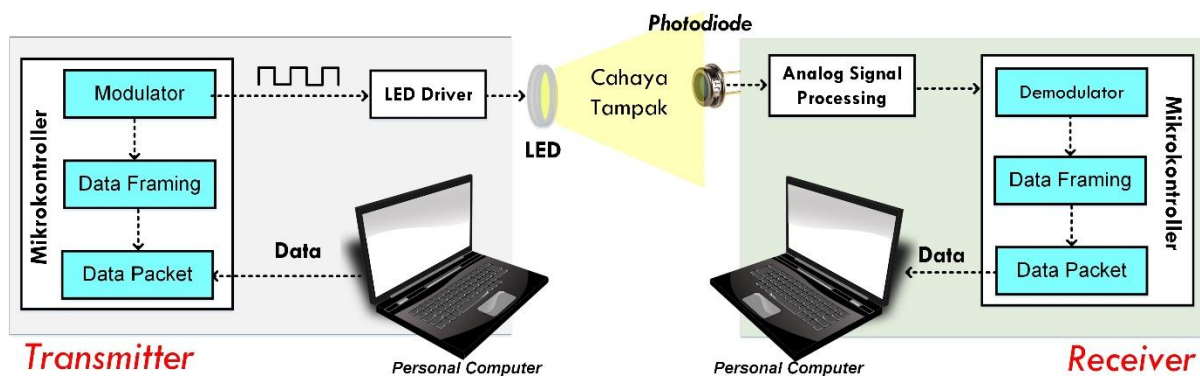 Photodiode
Mikrokontroller
Modulator
Data Framing
Data Packet
LED Driver
LED
Cahaya
Tampak
Analog Signal
Processing
Demodulator
Data Framing
Data Packet
Mikrokontroller
Data
Data
Transmitter
Personal Computer
Personal Computer
Receiver